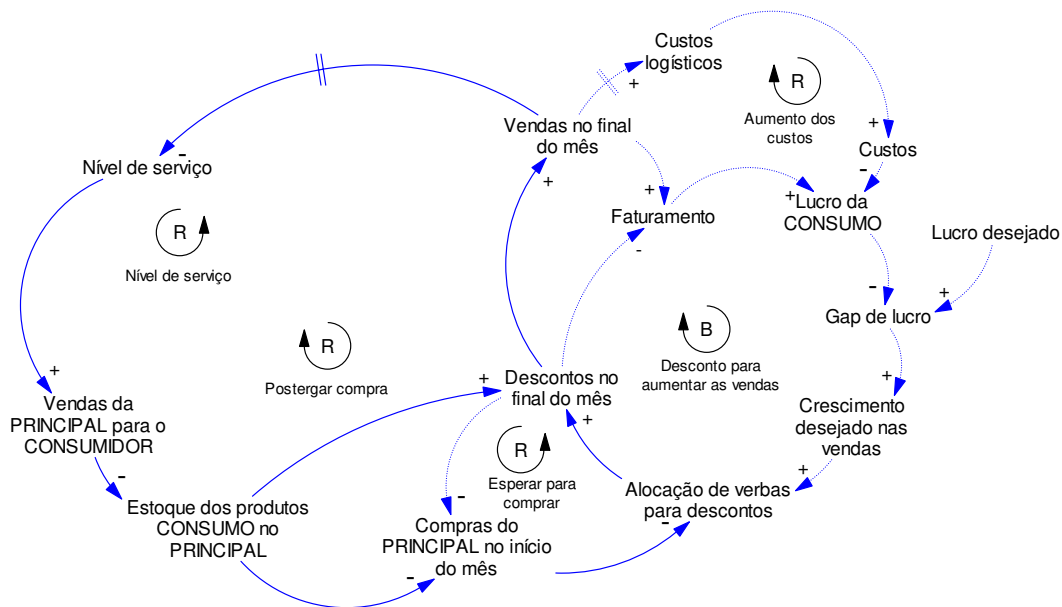 Custos
logísticos
+
R
Aumento dos
custos
+
Custos
-
Vendas no final
do mês
+
+
Faturamento
-
+
Lucro da
CONSUMO
Lucro desejado
-
+
Gap de lucro
+
Crescimento
desejado nas
vendas
+
Nível de serviço
-
R
Nível de serviço
R
Postergar compra
B
Desconto para
aumentar as vendas
+
Descontos no
final do mês
+
R
Esperar para
comprar
Alocação de verbas
para descontos
-
+
Vendas da
PRINCIPAL para o
CONSUMIDOR
-
Estoque dos produtos
CONSUMO no
PRINCIPAL
-
Compras do
PRINCIPAL no início
do mês
-